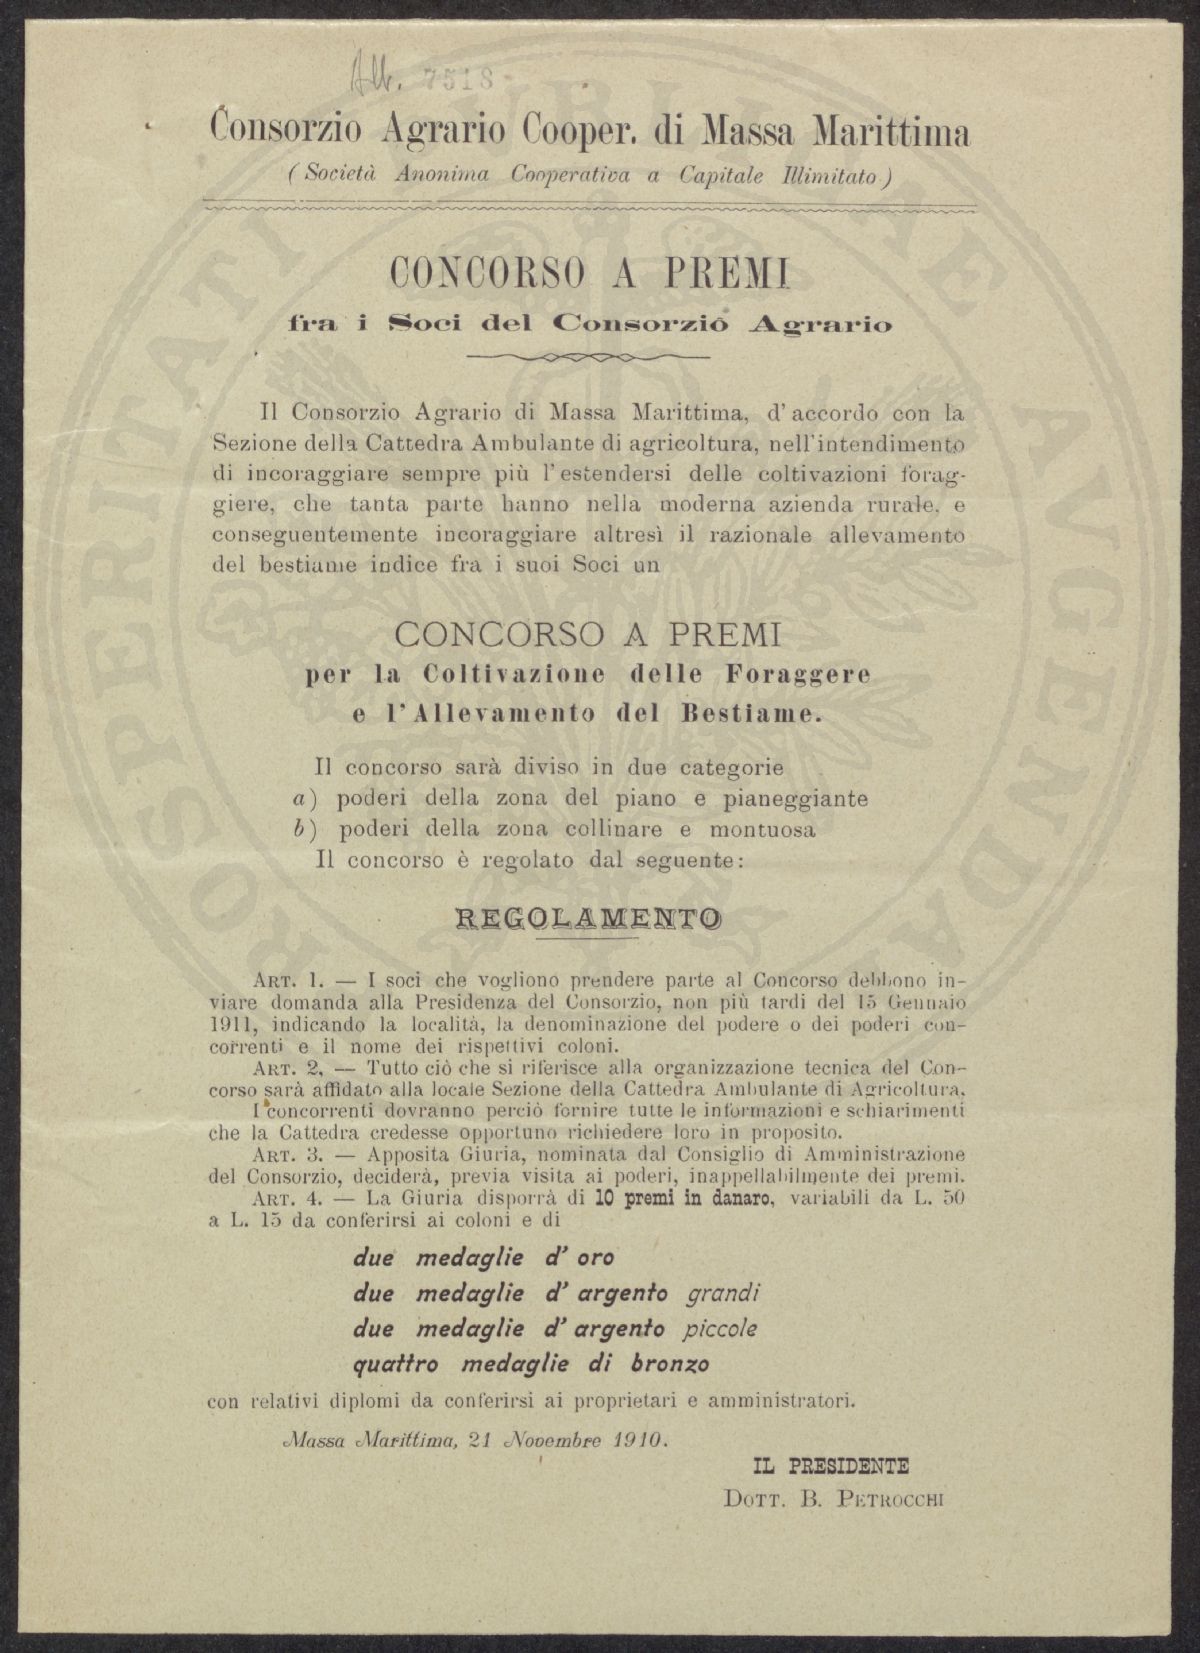 Alb. 7518
Consorzio Agrario Cooper. di Massa Marittima
(Società Anonima Cooperativa a Capitale Illimitato)
CONCORSO A PREMI
fra i Soci del Consorzio Agrario
Il Consorzio Agrario di Massa Marittima, d'accordo con la
Sezione della Cattedra Ambulante di agricoltura, nell'intendimento
di incoraggiare sempre più l'estendersi delle coltivazioni forag-
giere, che tanta parte hanno nella moderna azienda rurale, e
conseguentemente incoraggiare altresì il razionale allevamento
del bestiame indice fra i suoi Soci un
CONCORSO A PREMI
per la Coltivazione delle Foraggere
e l'Allevamento del Bestiame.
Il concorso sarà diviso in due categorie
a) poderi della zona del piano e pianeggiante
b) poderi della zona collinare e montuosa
Il concorso è regolato dal seguente:
REGOLAMENTO
ART. 1. — I soci che vogliono prendere parte al Concorso debbono in-
viare domanda alla Presidenza del Consorzio, non più tardi del 15 Gennaio
1911, indicando la località, la denominazione del podere o dei poderi con-
correnti e il nome dei rispettivi coloni.
ART. 2. — Tutto ciò che si riferisce alla organizzazione tecnica del Con-
corso sarà affidato alla locale Sezione della Cattedra Ambulante di Agricoltura.
I concorrenti dovranno perciò fornire tutte le informazioni e schiarimenti
che la Cattedra credesse opportuno richiedere loro in proposito.
ART. 3. — Apposita Giuria, nominata dal Consiglio di Amministrazione
del Consorzio, deciderà, previa visita ai poderi, inappellabilmente dei premi.
ART. 4. — La Giuria disporrà di 10 premi in danaro, variabili da L. 50
a L. 15 da conferirsi ai coloni e di
due medaglie d'oro
due medaglie d'argento grandi
due medaglie d'argento piccole
quattro medaglie di bronzo
con relativi diplomi da conferirsi ai proprietari e amministratori.
Massa Marittima, 21 Novembre 1910.
IL PRESIDENTE
DOTT. B. PETROCCHI